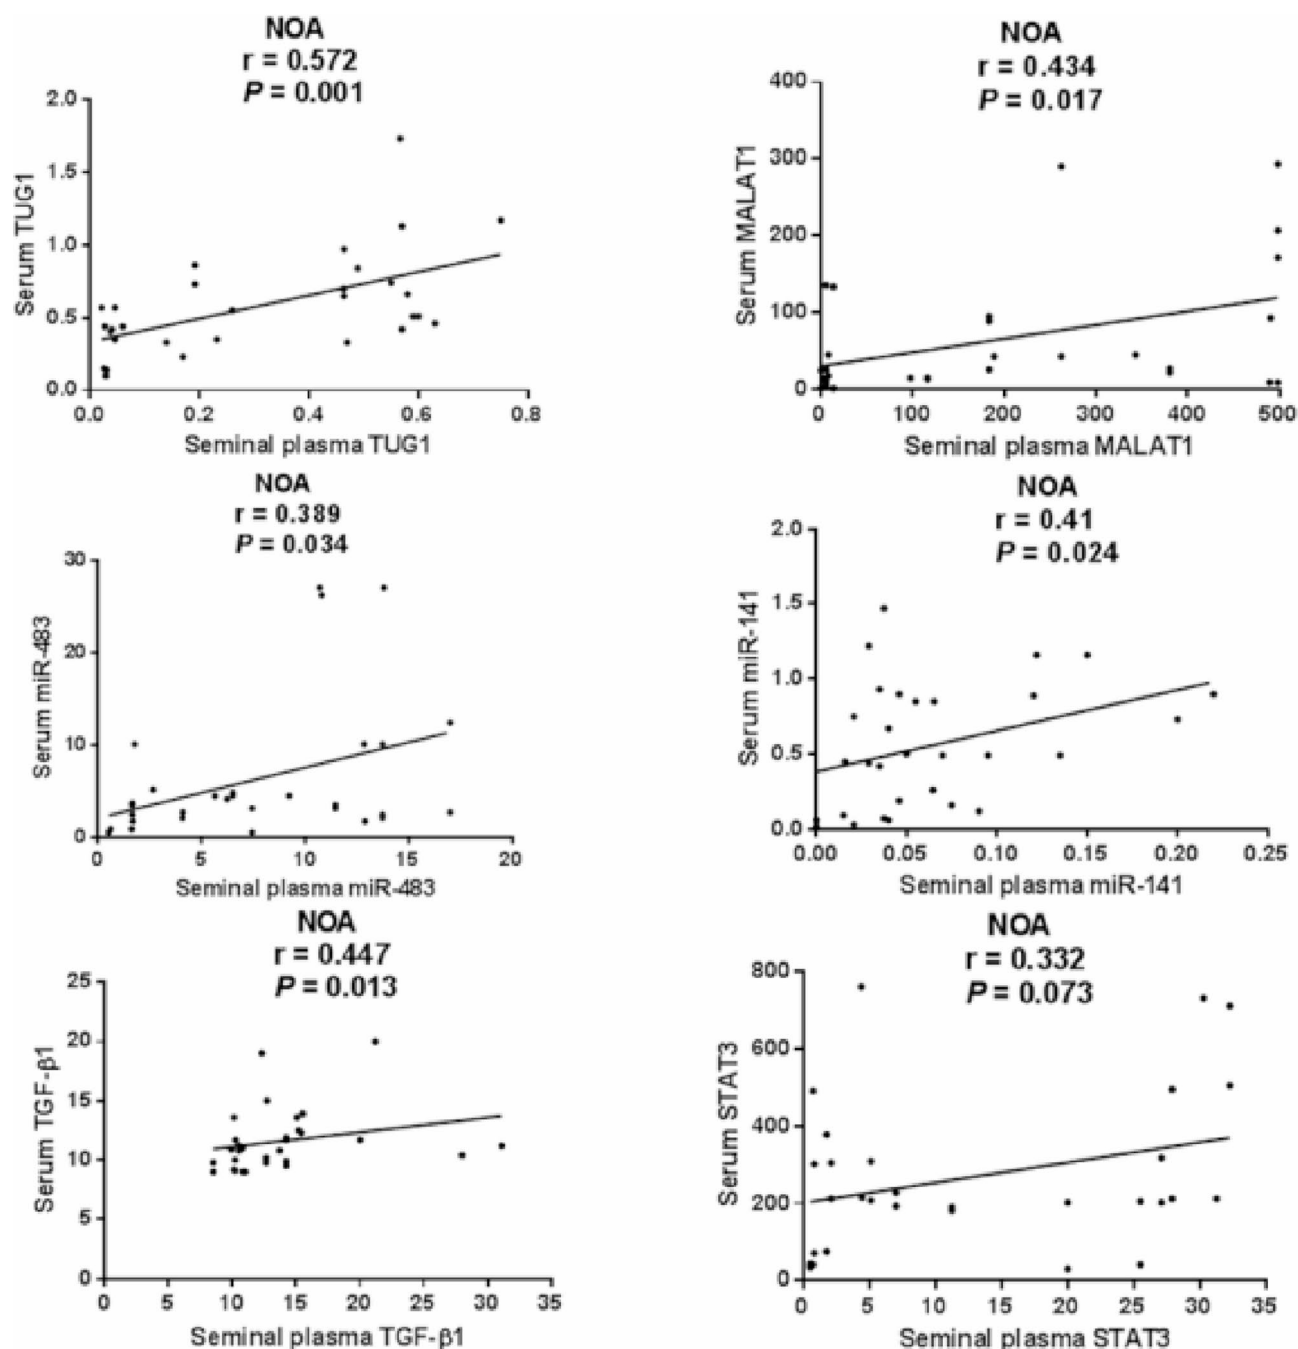 NOA
r = 0.572
P = 0.001
2.0
1.5
1.0
0.5
0.0
Serum TUG1
0.0 0.2 0.4 0.6 0.8
Seminal plasma TUG1
NOA
r = 0.434
P = 0.017
400
300
200
100
0
Serum MALAT1
0 100 200 300 400 500
Seminal plasma MALAT1
NOA
r = 0.389
P = 0.034
30
20
10
0
Serum miR-483
0 5 10 15 20
Seminal plasma miR-483
NOA
r = 0.41
P = 0.024
2.0
1.5
1.0
0.5
0.0
Serum miR-141
0.00 0.05 0.10 0.15 0.20 0.25
Seminal plasma miR-141
NOA
r = 0.447
P = 0.013
25
20
15
10
5
0
Serum TGF-β1
0 5 10 15 20 25 30 35
Seminal plasma TGF-β1
NOA
r = 0.332
P = 0.073
800
600
400
200
0
Serum STAT3
0 5 10 15 20 25 30 35
Seminal plasma STAT3